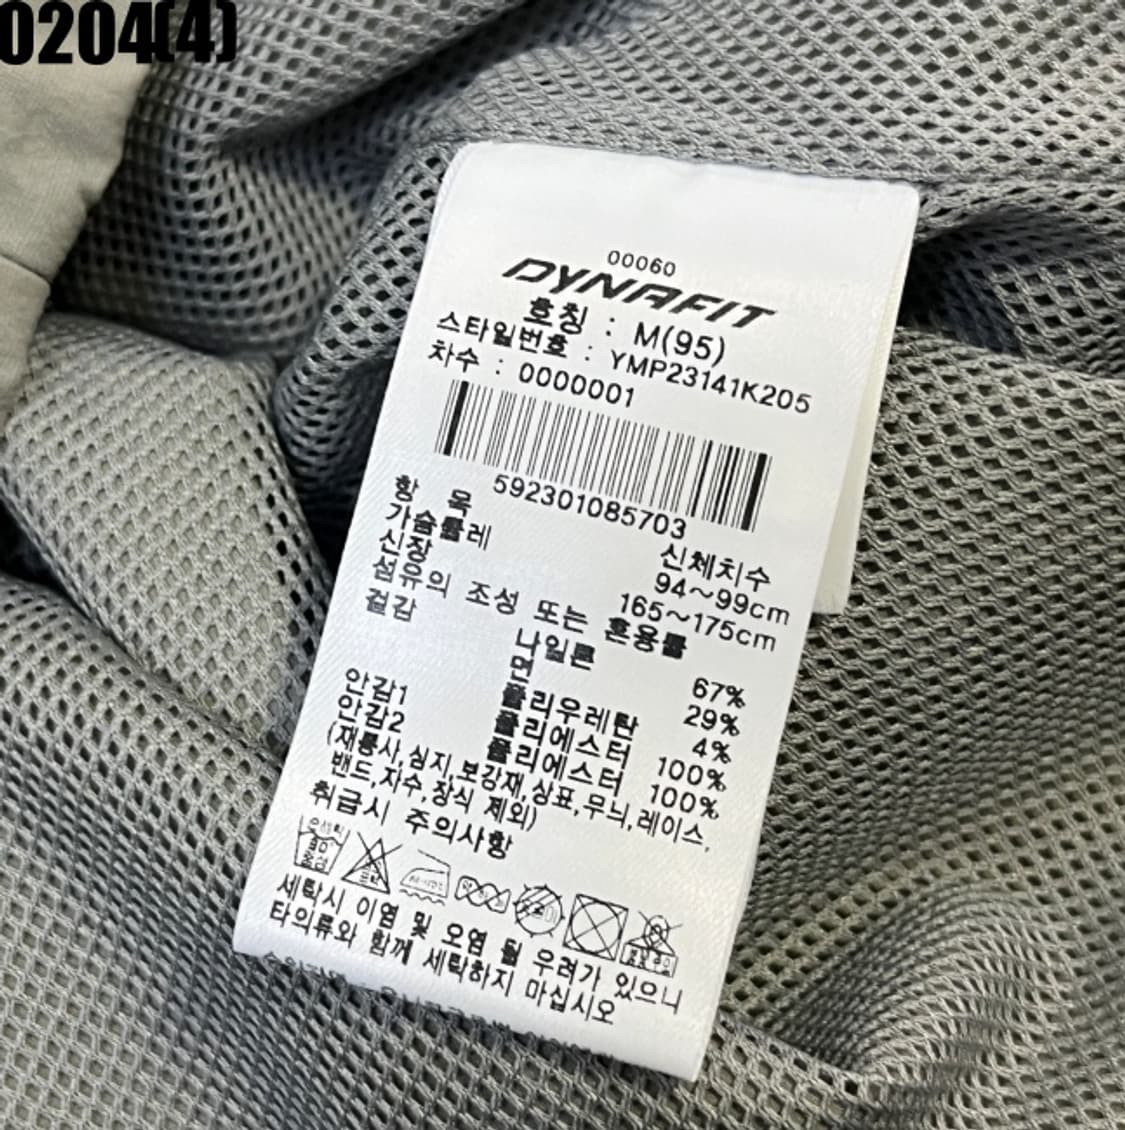 0204(4)
00060
DYNAFIT
호칭 : M(95)
스타일번호 : YMP23141K205
차수 : 0000001
592301085703
항 목 신체치수
가슴둘레 94~99cm
신장 165~175cm
섬유의 조성 또는 혼용률
겉감 나일론 67%
면 29%
폴리우레탄 4%
안감1 폴리에스터 100%
안감2 폴리에스터 100%
(재봉사,심지,보강재,상표,무늬,레이스,
밴드,자수,장식 제외)
취급시 주의사항
세탁시 이염 및 오염 될 우려가 있으니
타의류와 함께 세탁하지 마십시오